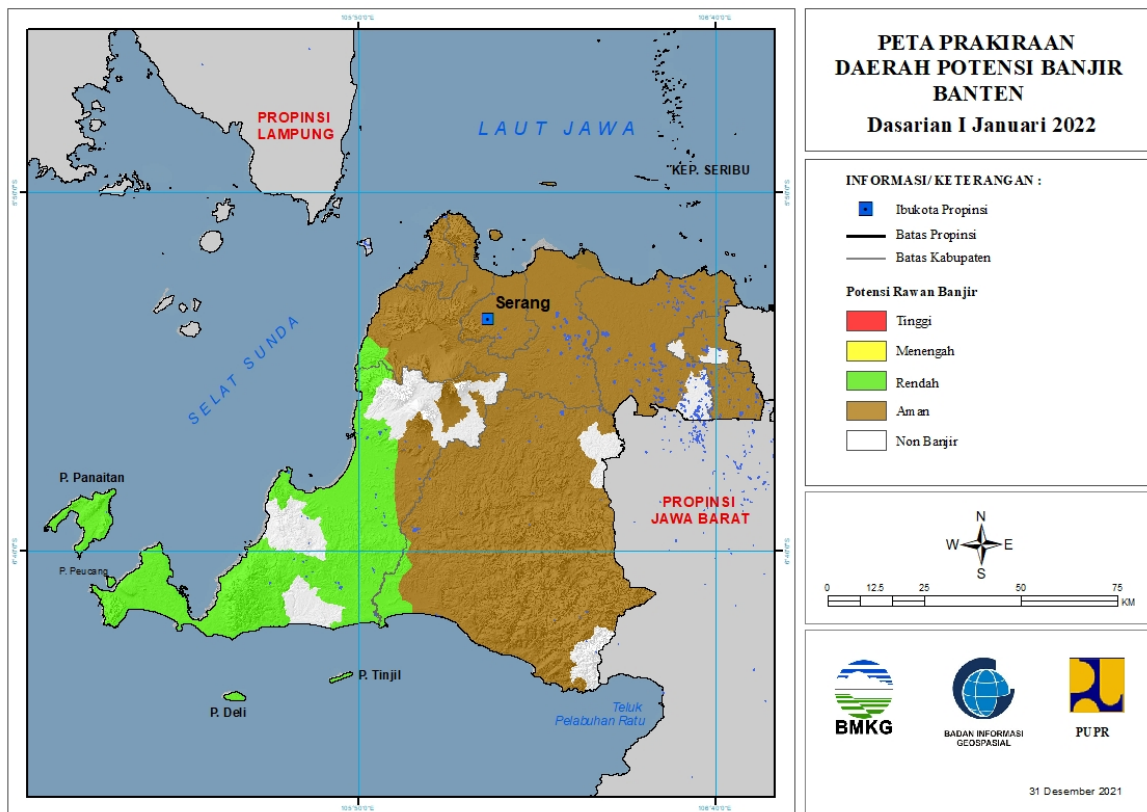 PETA PRAKIRAAN
DAERAH POTENSI BANJIR
BANTEN
Dasarian I Januari 2022
INFORMASI/KETERANGAN :
Ibukota Propinsi
Batas Propinsi
Batas Kabupaten
Potensi Rawan Banjir
Tinggi
Menengah
Rendah
Aman
Non Banjir
N
W E
S
0 12.5 25 50 75
KM
BMKG
BADAN INFORMASI
GEOSPASIAL
PUPR
31 Desember 2021
PROPINSI
LAMPUNG
LAUT JAWA
KEP. SERIBU
Serang
SELAT SUNDA
P. Panaitan
PROPINSI
JAWA BARAT
P. Peucang
P. Tinjil
P. Deli
Teluk
Pelabuhan Ratu